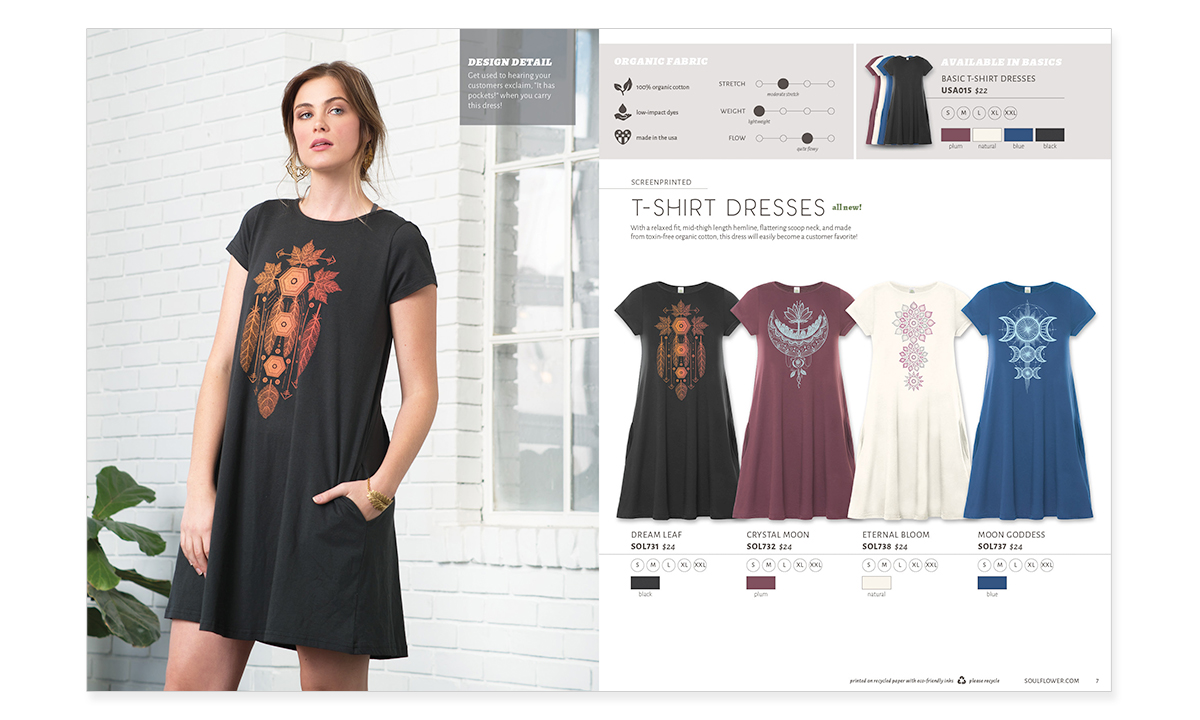 DESIGN DETAIL
Get used to hearing your
customers exclaim, "It has
pockets!" when you carry
this dress!
ORGANIC FABRIC
100% organic cotton
low-impact dyes
made in the usa
STRETCH
moderate stretch
WEIGHT
lightweight
FLOW
quite flowy
AVAILABLE IN BASICS
BASIC T-SHIRT DRESSES
USA015 $22
S M L XL XXL
plum natural blue black
SCREENPRINTED
T-SHIRT DRESSES all new!
With a relaxed fit, mid-thigh length hemline, flattering scoop neck, and made
from toxin-free organic cotton, this dress will easily become a customer favorite!
DREAM LEAF
SOL731 $24
S M L XL XXL
black
CRYSTAL MOON
SOL732 $24
S M L XL XXL
plum
ETERNAL BLOOM
SOL738 $24
S M L XL XXL
natural
MOON GODDESS
SOL737 $24
S M L XL XXL
blue
printed on recycled paper with eco-friendly inks please recycle SOULFLOWER.COM 7